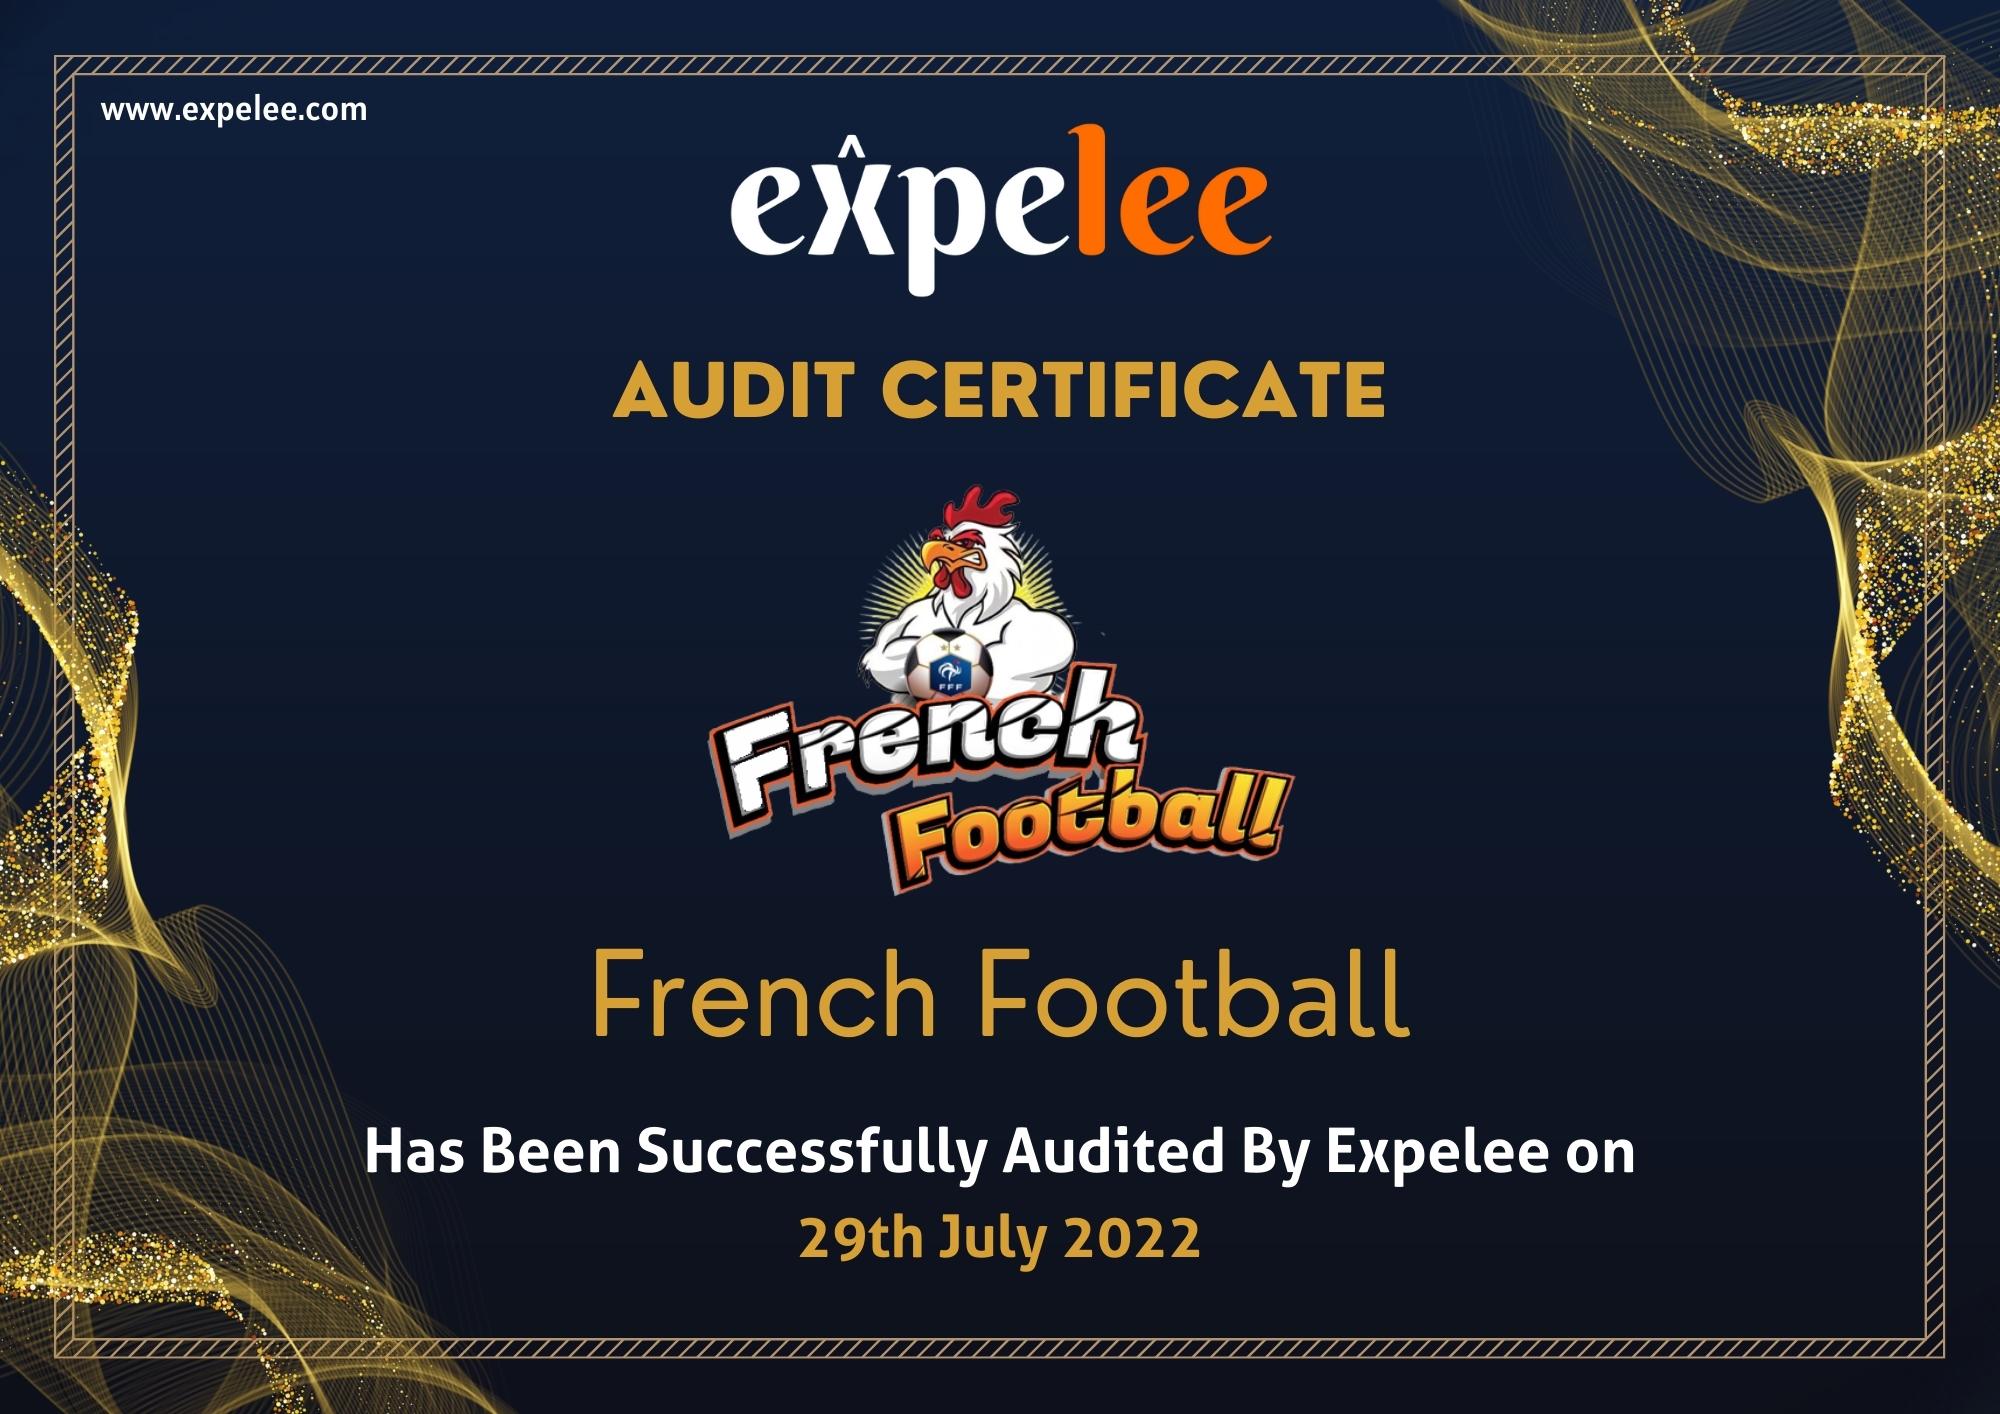 www.expelee.com
expelee
AUDIT CERTIFICATE
FFF
French
Football
French Football
Has Been Successfully Audited By Expelee on
29th July 2022